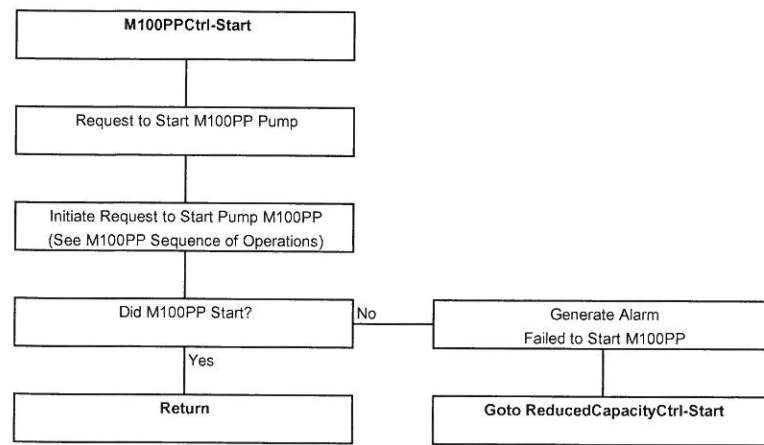 M100PPCtrl-Start
Request to Start M100PP Pump
Initiate Request to Start Pump M100PP
(See M100PP Sequence of Operations)
Did M100PP Start?
No
Generate Alarm
Failed to Start M100PP
Yes
Return
Goto ReducedCapacityCtrl-Start